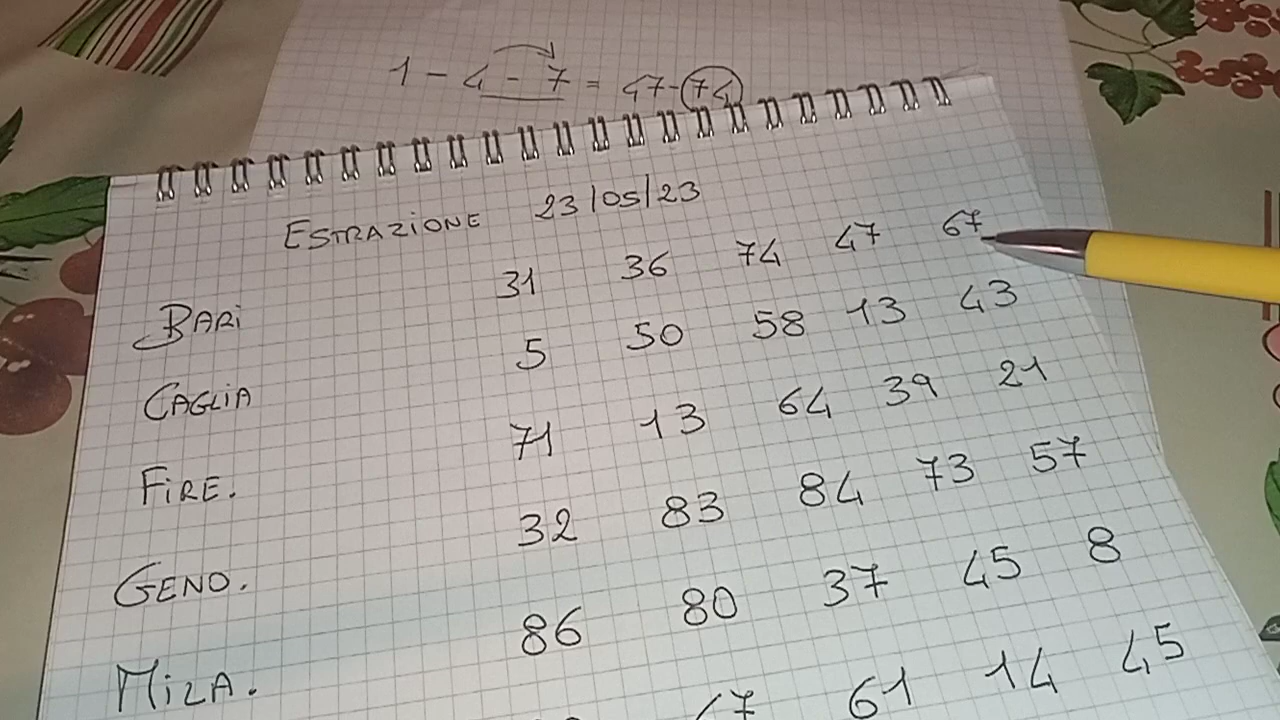 1 - 4 - 7 = 47 - 74
ESTRAZIONE 23/05/23
BARI 31 36 74 47 67
CAGLIA 5 50 58 13 43
FIRE. 71 13 64 39 21
GENO. 32 83 84 73 57
MILA. 86 80 37 45 8
61 14 45